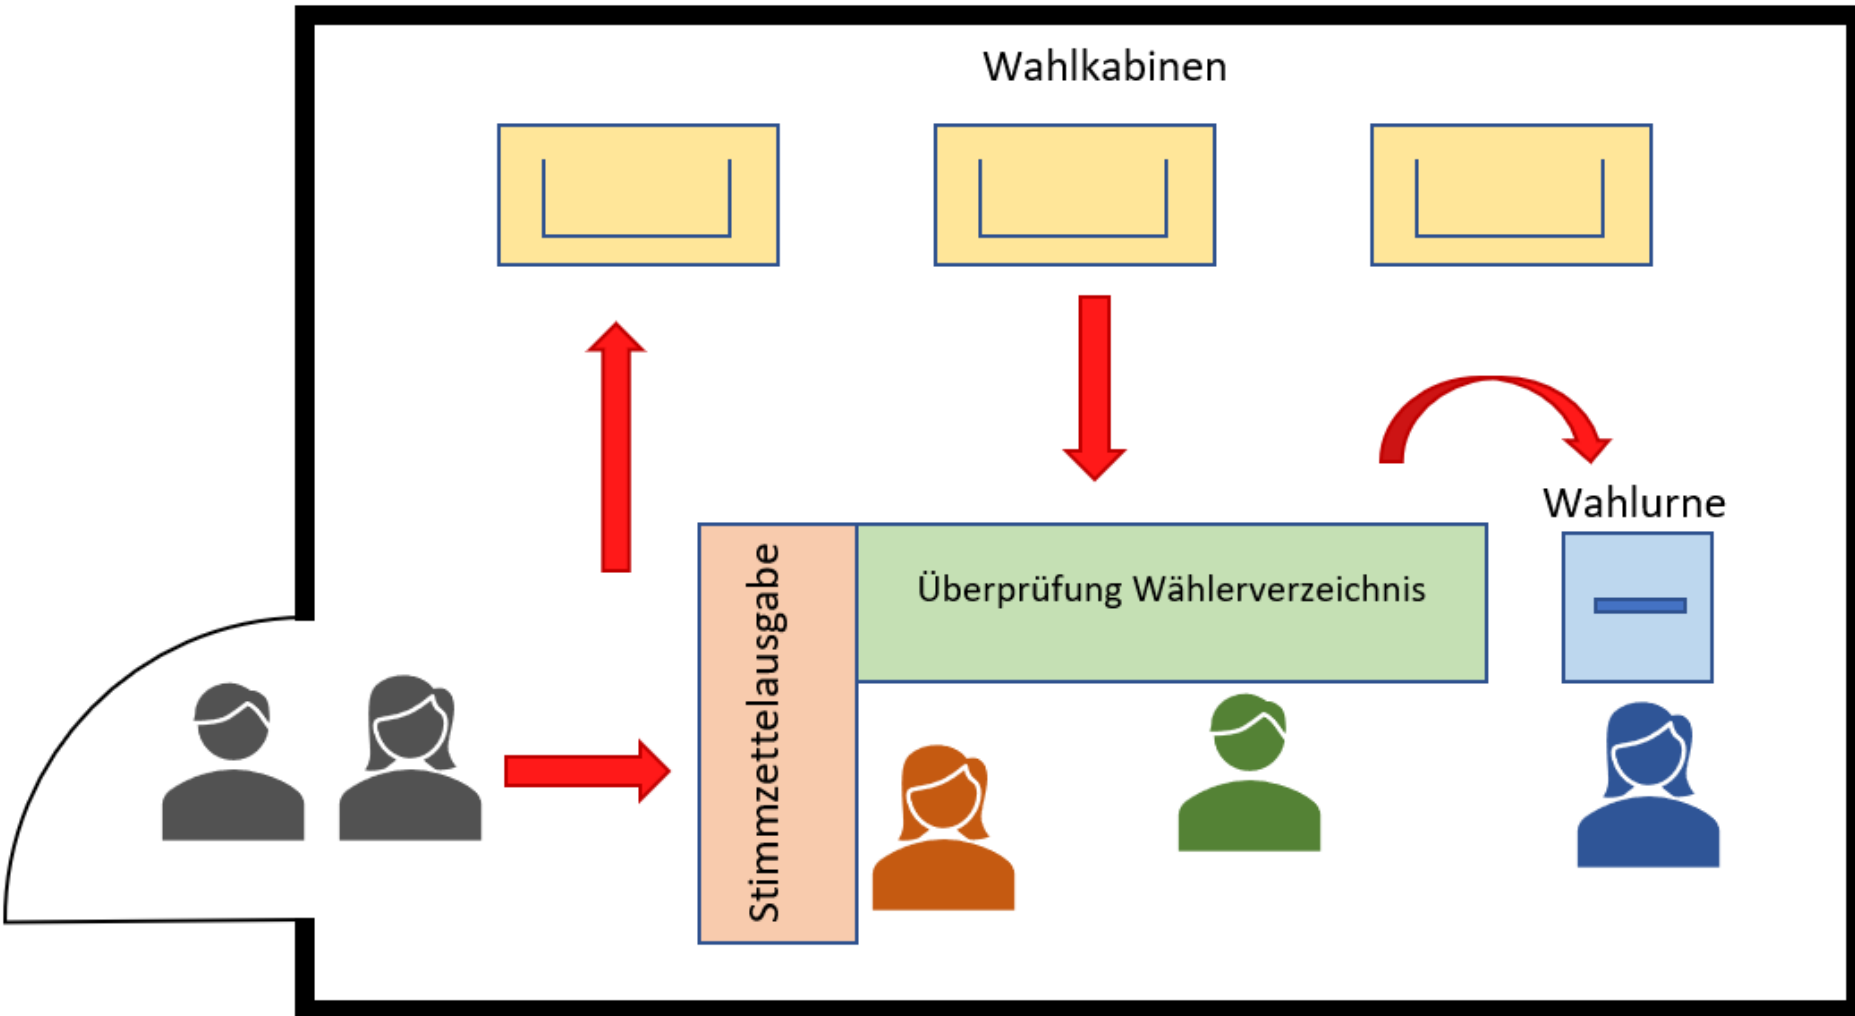 Wahlkabinen
Wahlurne
Stimmzettelausgabe
Überprüfung Wählerverzeichnis